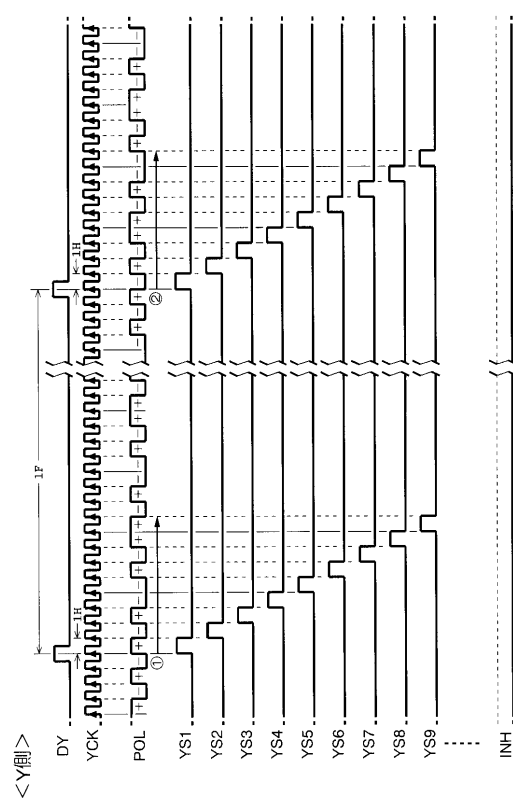 <Y側>
DY
YCK
POL
YS1
YS2
YS3
YS4
YS5
YS6
YS7
YS8
YS9
INH
1F
1H
1H
①
②